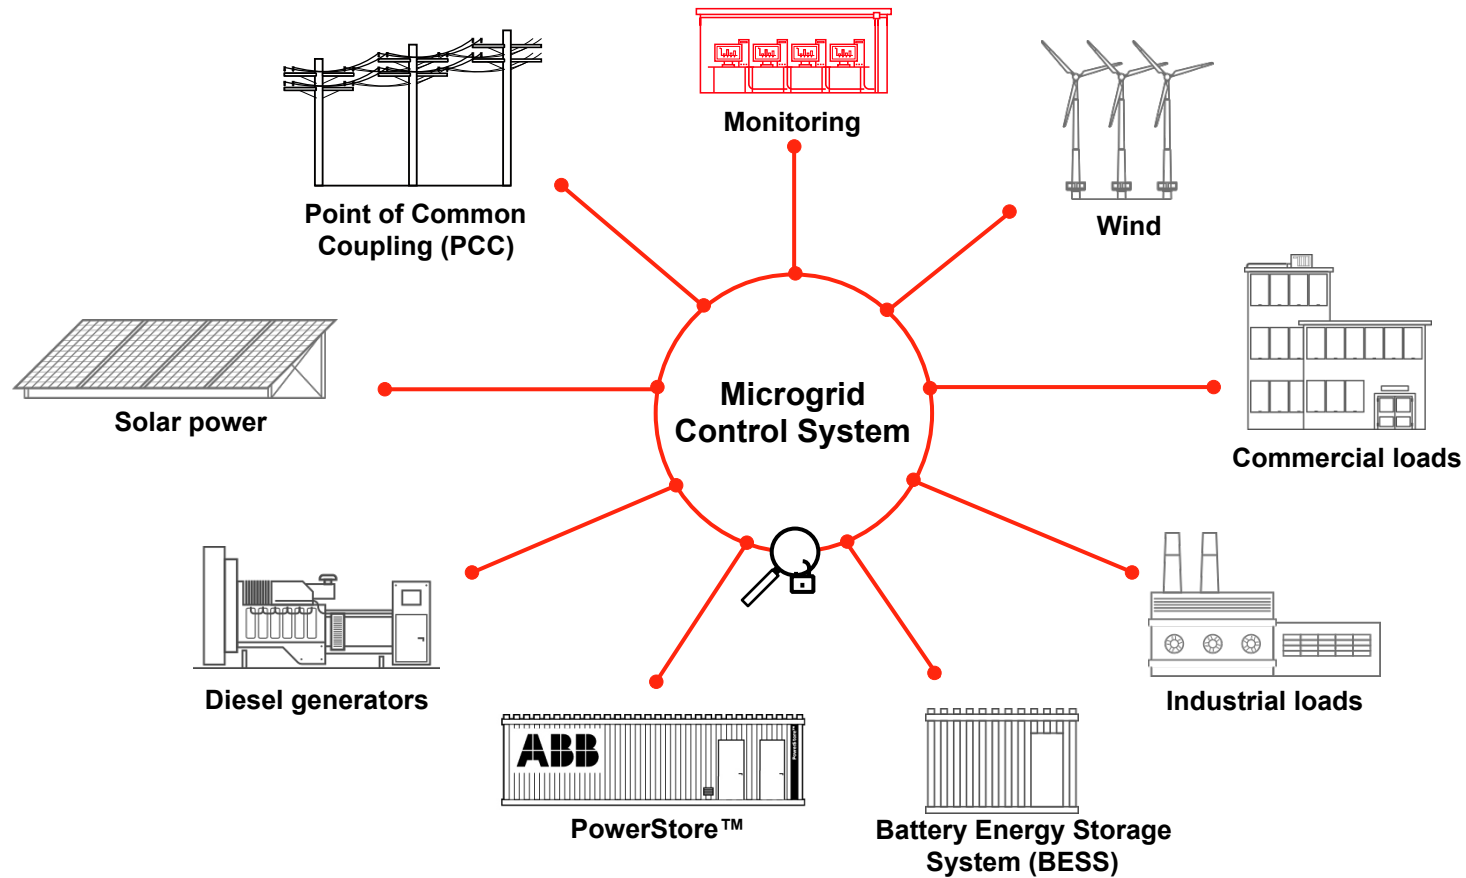 Monitoring
Point of Common
Coupling (PCC)
Wind
Solar power
Microgrid
Control System
Commercial loads
Diesel generators
Industrial loads
ABB
PowerStore™
PowerStore™
Battery Energy Storage
System (BESS)